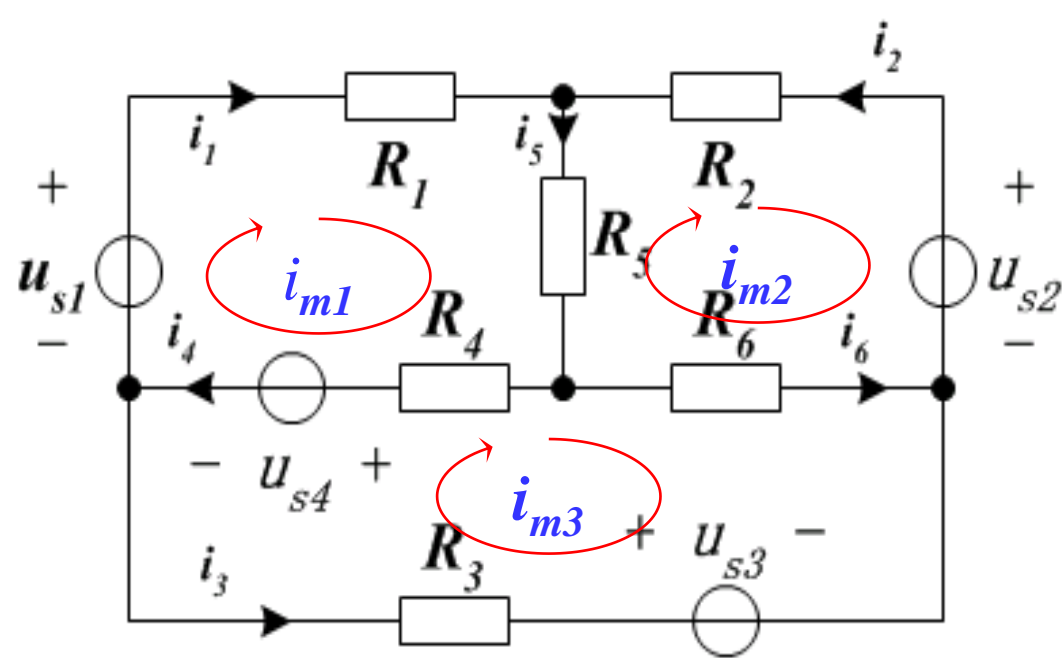 i2
i1
i5
R1
R2
+
+
us1
R5
im1
im2
us2
−
i4
R4
R6
i6
−
− us4 +
im3
i3
R3
+ us3 −